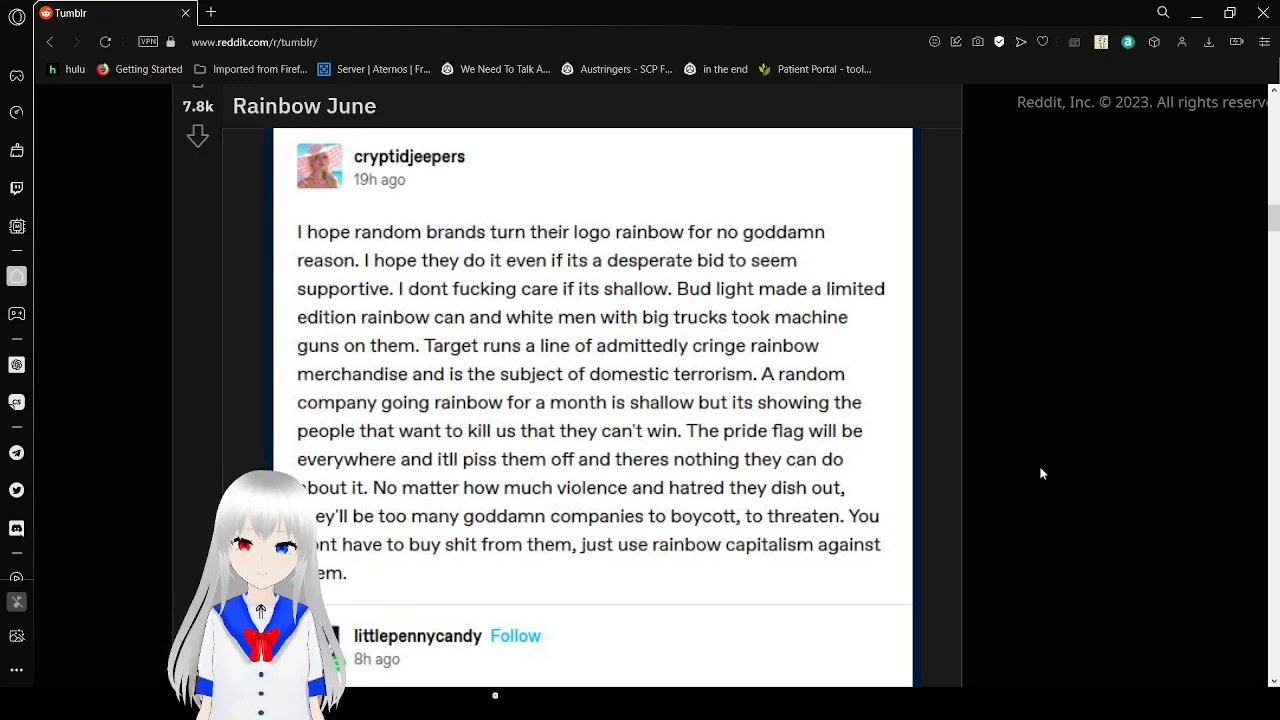 Tumblr
VPN
www.reddit.com/r/tumblr/
hulu
Getting Started
Imported from Firef...
Server | Aternos | Fr...
We Need To Talk A...
Austringers - SCP F...
in the end
Patient Portal - tool...
7.8k
Rainbow June
Reddit, Inc. © 2023. All rights reserve
cryptidjeepers
19h ago
I hope random brands turn their logo rainbow for no goddamn
reason. I hope they do it even if its a desperate bid to seem
supportive. I dont fucking care if its shallow. Bud light made a limited
edition rainbow can and white men with big trucks took machine
guns on them. Target runs a line of admittedly cringe rainbow
merchandise and is the subject of domestic terrorism. A random
company going rainbow for a month is shallow but its showing the
people that want to kill us that they can't win. The pride flag will be
everywhere and itll piss them off and theres nothing they can do
bout it. No matter how much violence and hatred they dish out,
ey'll be too many goddamn companies to boycott, to threaten. You
ont have to buy shit from them, just use rainbow capitalism against
em.
littlepennycandy Follow
8h ago